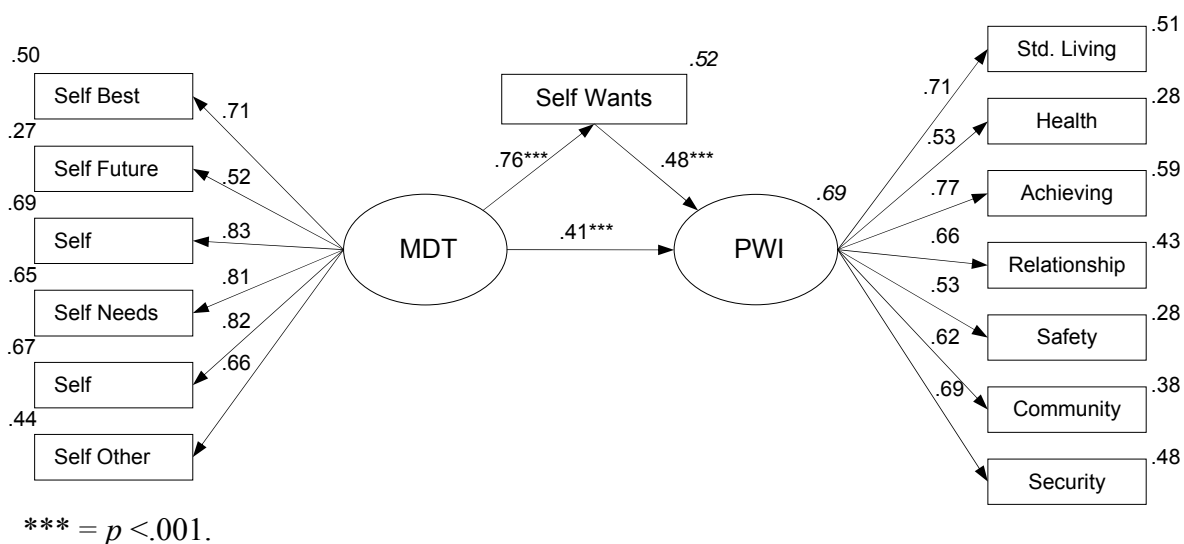 .50
Self Best
.27
Self Future
.69
Self
.65
Self Needs
.67
Self
.44
Self Other
.71
.52
.83
.81
.82
.66
MDT
.52
Self Wants
.76***
.48***
.41***
.69
PWI
.71
.53
.77
.66
.53
.62
.69
.51
Std. Living
.28
Health
.59
Achieving
.43
Relationship
.28
Safety
.38
Community
.48
Security
*** = p <.001.